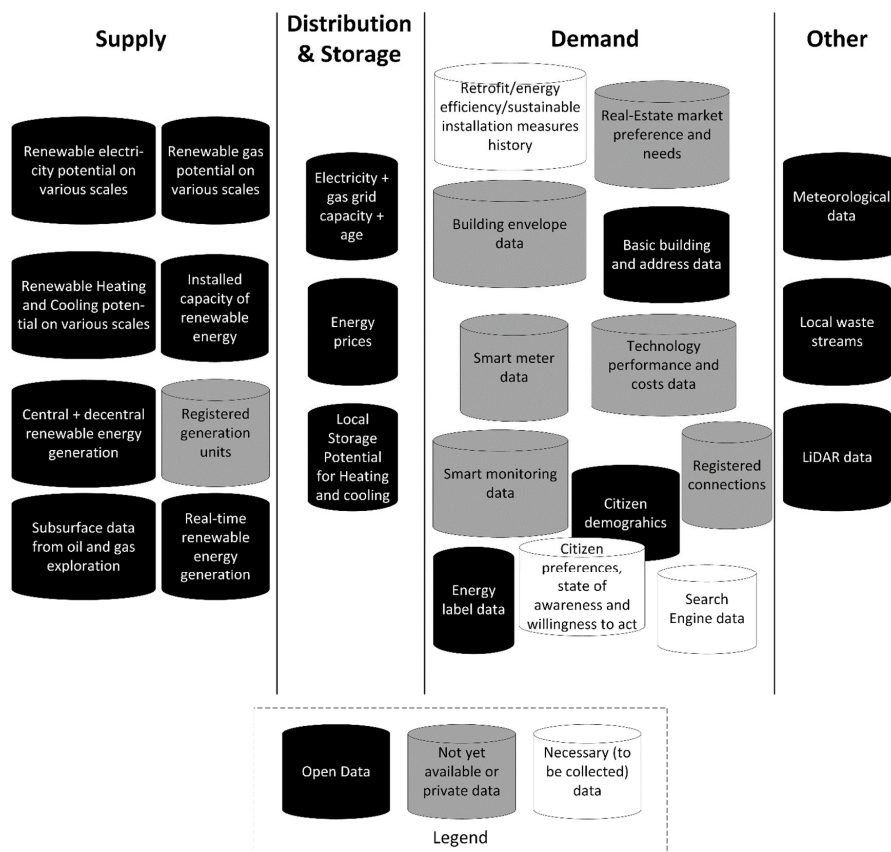 Supply
Distribution
& Storage
Demand
Other
Renewable electri-
city potential on
various scales
Renewable gas
potential on
various scales
Renewable Heating
and Cooling poten-
tial on various scales
Installed
capacity of
renewable
energy
Central + decentral
renewable energy
generation
Registered
generation
units
Subsurface data
from oil and gas
exploration
Real-time
renewable
energy
generation
Electricity +
gas grid
capacity +
age
Energy
prices
Local
Storage
Potential
for Heating
and cooling
Retrofit/energy
efficiency/sustainable
installation measures
history
Real-Estate market
preference and
needs
Building envelope
data
Basic building
and address data
Smart meter
data
Technology
performance and
costs data
Smart monitoring
data
Citizen
demograhics
Registered
connections
Energy
label data
Citizen
preferences,
state of
awareness and
willingness to act
Search
Engine data
Meteorological
data
Local waste
streams
LiDAR data
Open Data
Not yet
available or
private data
Necessary (to
be collected)
data
Legend